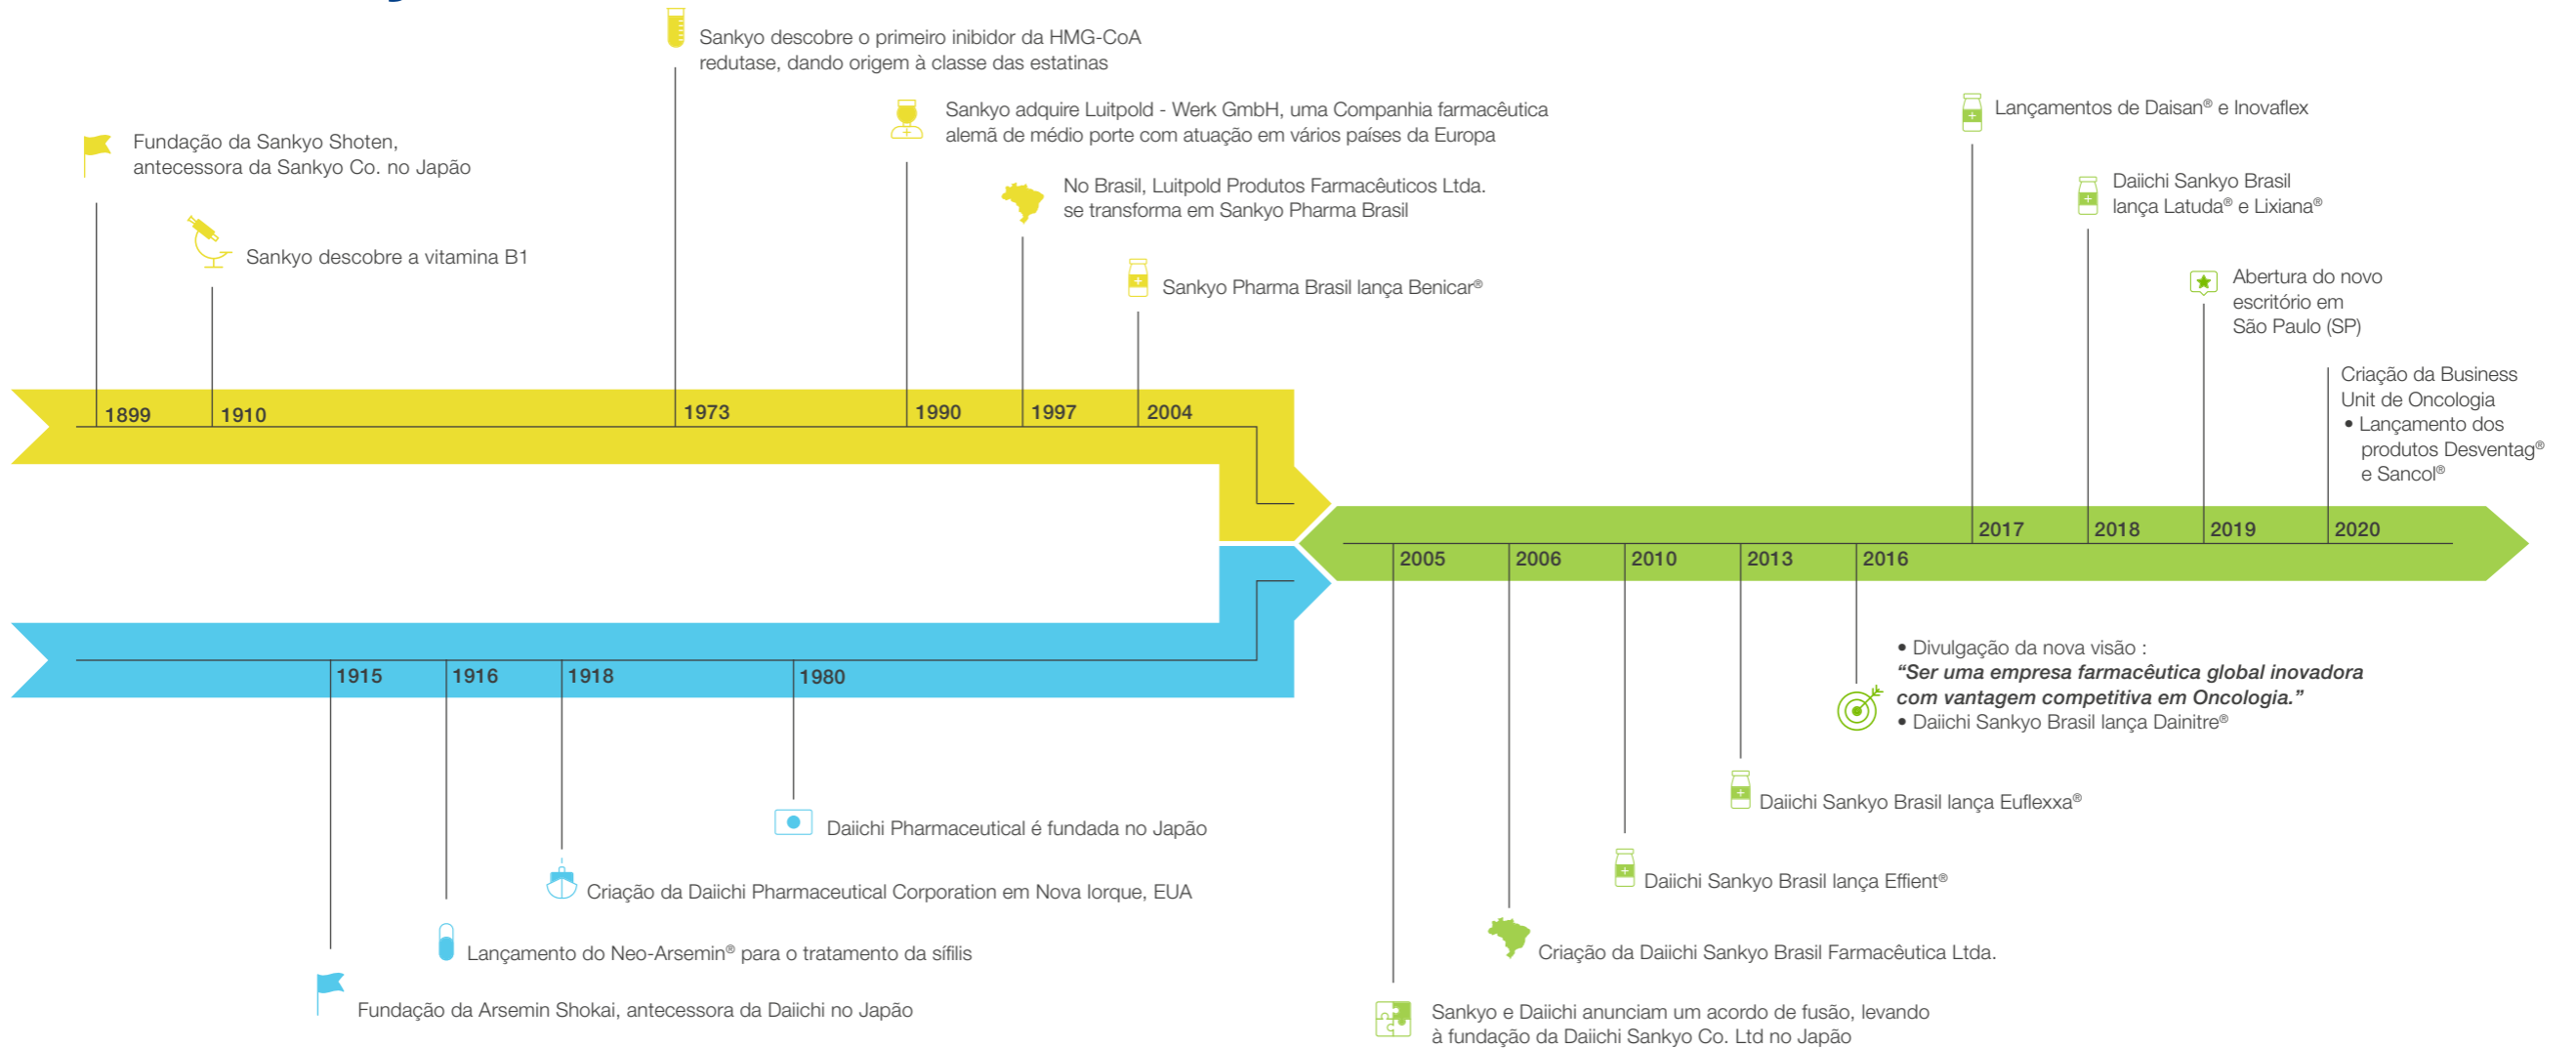 Sankyo descobre o primeiro inibidor da HMG-CoA
redutase, dando origem à classe das estatinas
Fundação da Sankyo Shoten,
antecessora da Sankyo Co. no Japão
Sankyo descobre a vitamina B1
Sankyo adquire Luitpold - Werk GmbH, uma Companhia farmacêutica
alemã de médio porte com atuação em vários países da Europa
No Brasil, Luitpold Produtos Farmacêuticos Ltda.
se transforma em Sankyo Pharma Brasil
Sankyo Pharma Brasil lança Benicar®
Lançamentos de Daisan® e Inovaflex
Daiichi Sankyo Brasil
lança Latuda® e Lixiana®
Abertura do novo
escritório em
São Paulo (SP)
Criação da Business
Unit de Oncologia
• Lançamento dos
produtos Desventag®
e Sancol®
1899
1910
1973
1990
1997
2004
2017
2018
2019
2020
2005
2006
2010
2013
2016
1915
1916
1918
1980
• Divulgação da nova visão :
“Ser uma empresa farmacêutica global inovadora
com vantagem competitiva em Oncologia.”
• Daiichi Sankyo Brasil lança Dainitre®
Daiichi Sankyo Brasil lança Euflexxa®
Daiichi Pharmaceutical é fundada no Japão
Daiichi Sankyo Brasil lança Effient®
Criação da Daiichi Pharmaceutical Corporation em Nova Iorque, EUA
Lançamento do Neo-Arsemin® para o tratamento da sífilis
Criação da Daiichi Sankyo Brasil Farmacêutica Ltda.
Fundação da Arsemin Shokai, antecessora da Daiichi no Japão
Sankyo e Daiichi anunciam um acordo de fusão, levando
à fundação da Daiichi Sankyo Co. Ltd no Japão